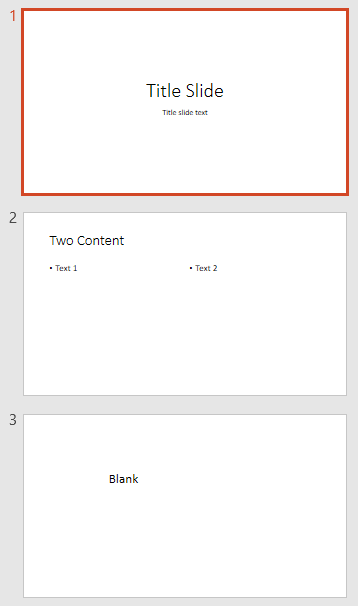 1
Title Slide
Title slide text
2
Two Content
• Text 1 • Text 2
3
Blank